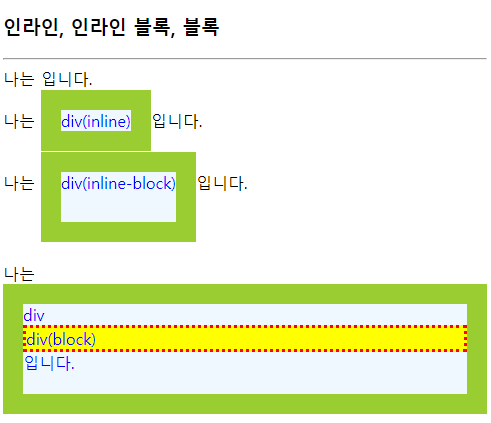 인라인, 인라인 블록, 블록
나는 입니다.
나는 div(inline) 입니다.
나는 div(inline-block) 입니다.
나는
div
div(block)
입니다.